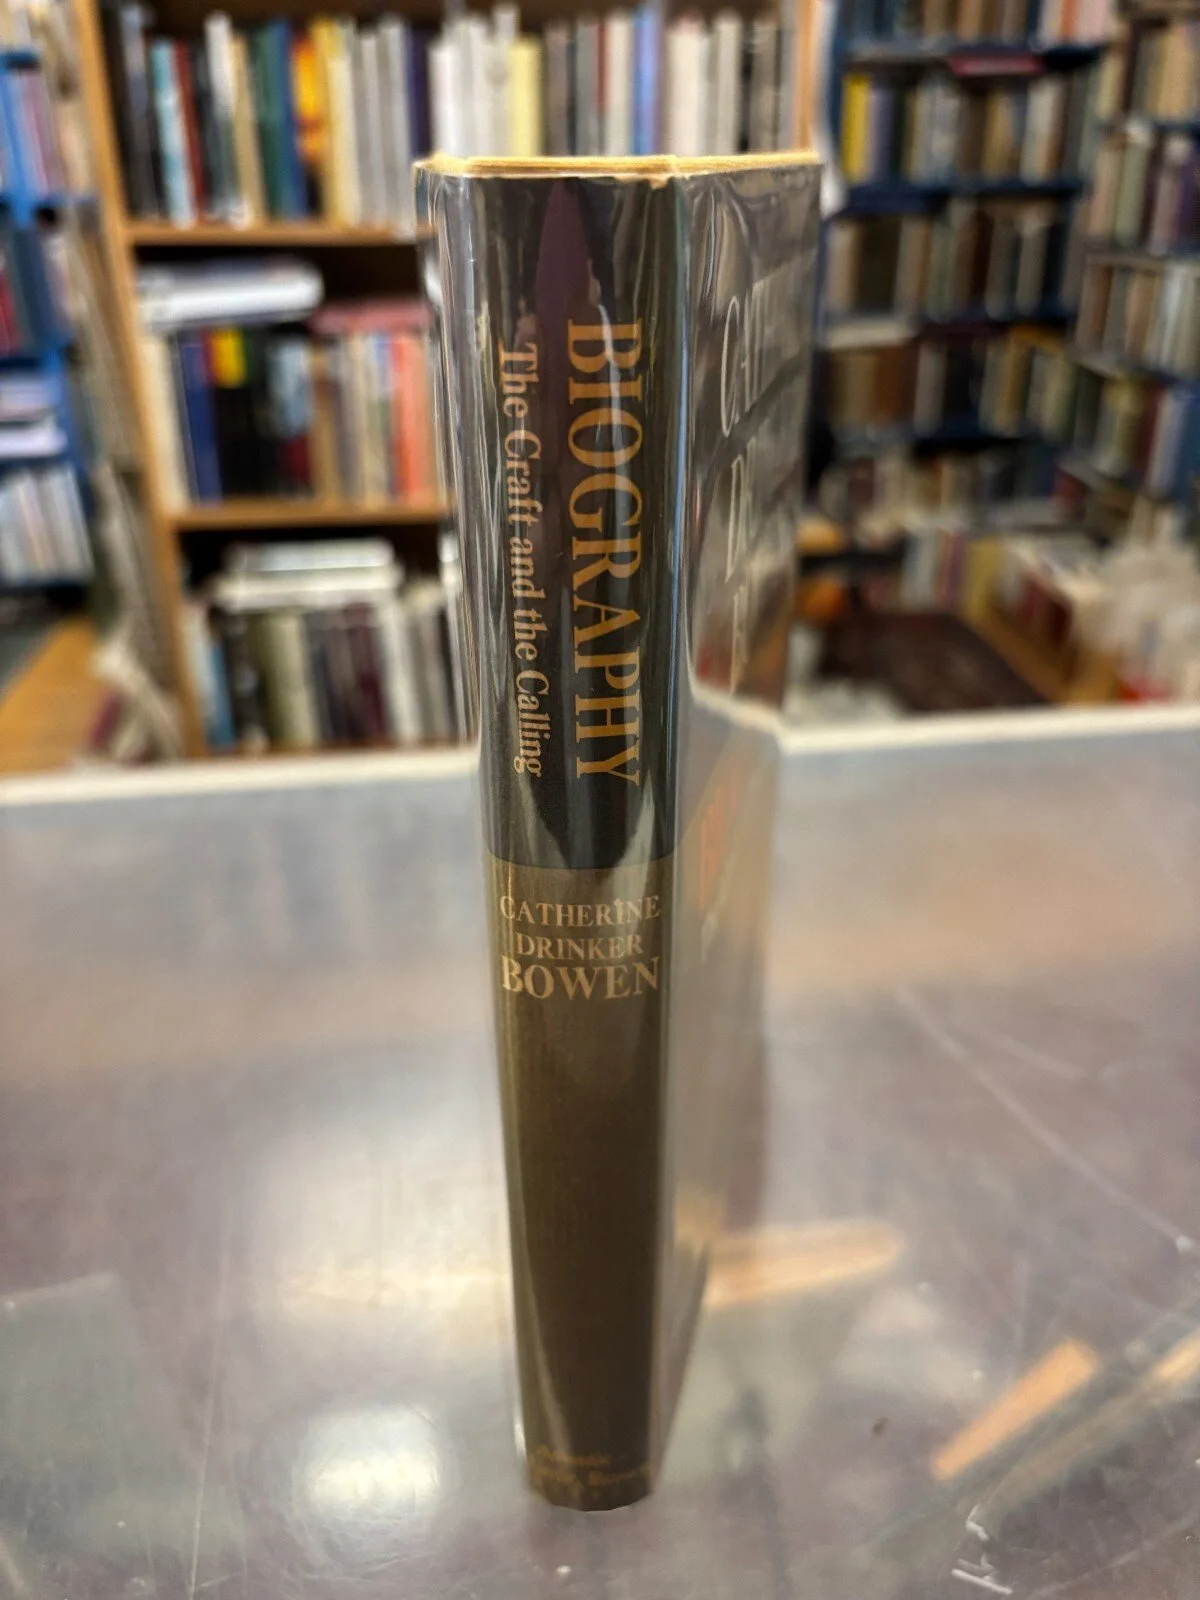 BIOGRAPHY
The Craft and the Calling
CATHERINE
DRINKER
BOWEN